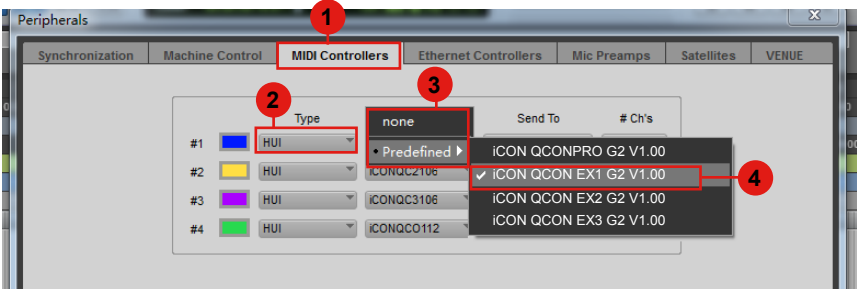 Peripherals
1
Synchronization Machine Control MIDI Controllers Ethernet Controllers Mic Preamps Satellites VENUE
2 3
Type none Send To # Ch's
#1 HUI • Predefined iCON QCONPRO G2 V1.00
#2 HUI iCONQC2106 ✓ iCON QCON EX1 G2 V1.00 4
#3 HUI iCONQC3106 iCON QCON EX2 G2 V1.00
#4 HUI iCONQCO112 iCON QCON EX3 G2 V1.00